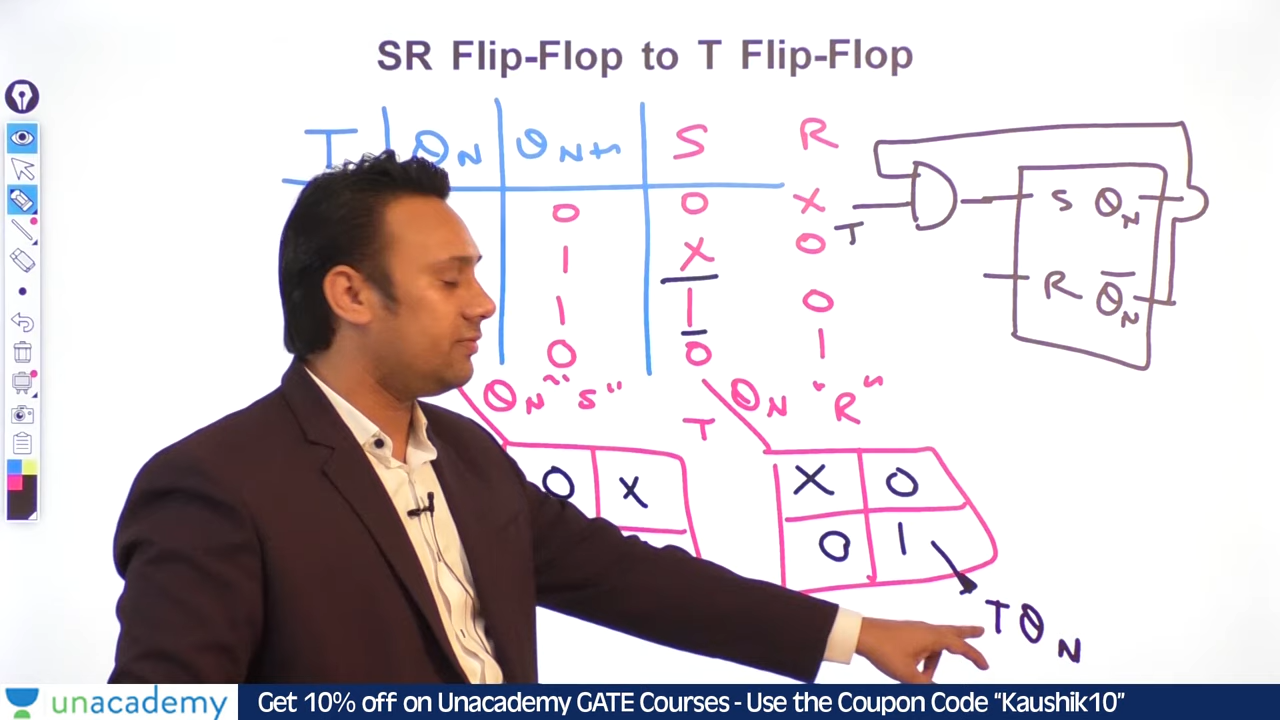 SR Flip-Flop to T Flip-Flop
T QN QN+1 S R
0 0 X
1 X 0
1 1 0
0 0 1
T
S QN
R Q̅N
QN "S"
T QN "R"
0 X
X 0
0 1
TQN
unacademy
Get 10% off on Unacademy GATE Courses - Use the Coupon Code "Kaushik10"